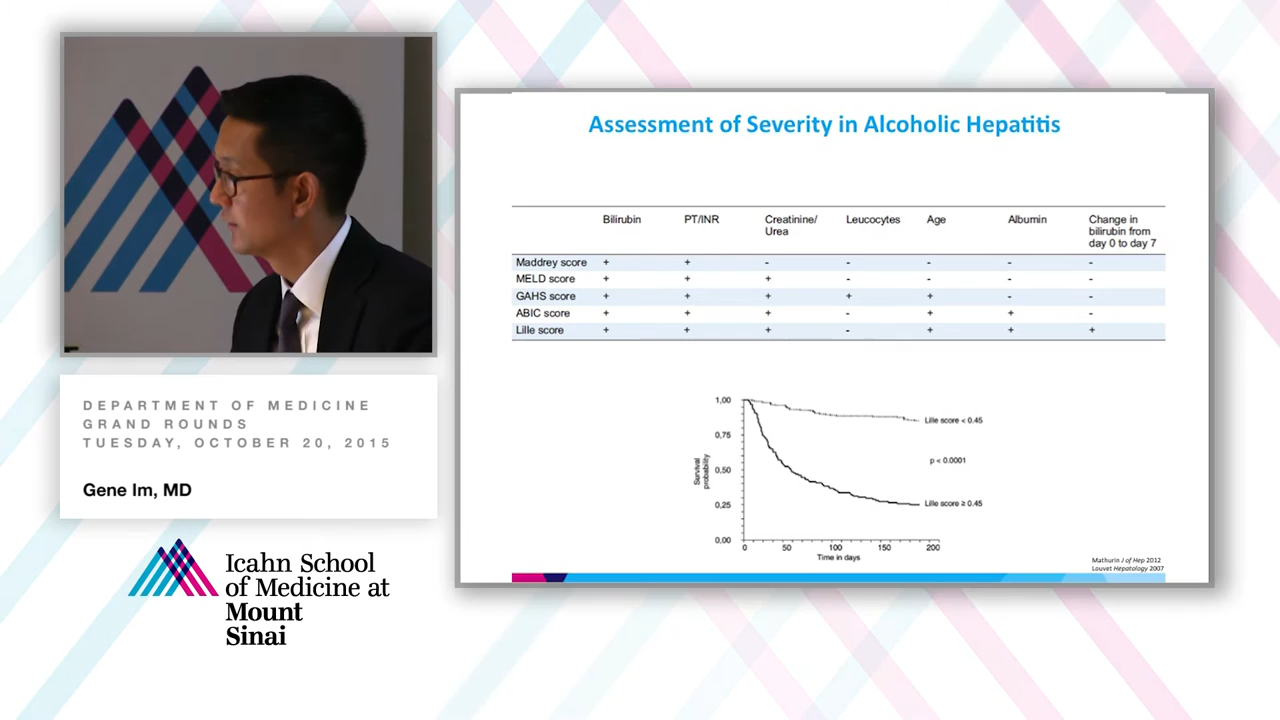 DEPARTMENT OF MEDICINE
GRAND ROUNDS
TUESDAY, OCTOBER 20, 2015
Gene Im, MD
Icahn School
of Medicine at
Mount
Sinai
Assessment of Severity in Alcoholic Hepatitis
Bilirubin PT/INR Creatinine/ Leucocytes Age Albumin Change in
Urea bilirubin from
day 0 to day 7
Maddrey score + + - - - - -
MELD score + + + - - - -
GAHS score + + + + + - -
ABIC score + + + - + + -
Lille score + + + - + + +
1,00
0,75
0,50
0,25
0,00
Survival
probability
0 50 100 150 200
Time in days
Lille score < 0.45
p < 0.0001
Lille score ≥ 0.45
Mathurin J of Hep 2012
Louvet Hepatology 2007